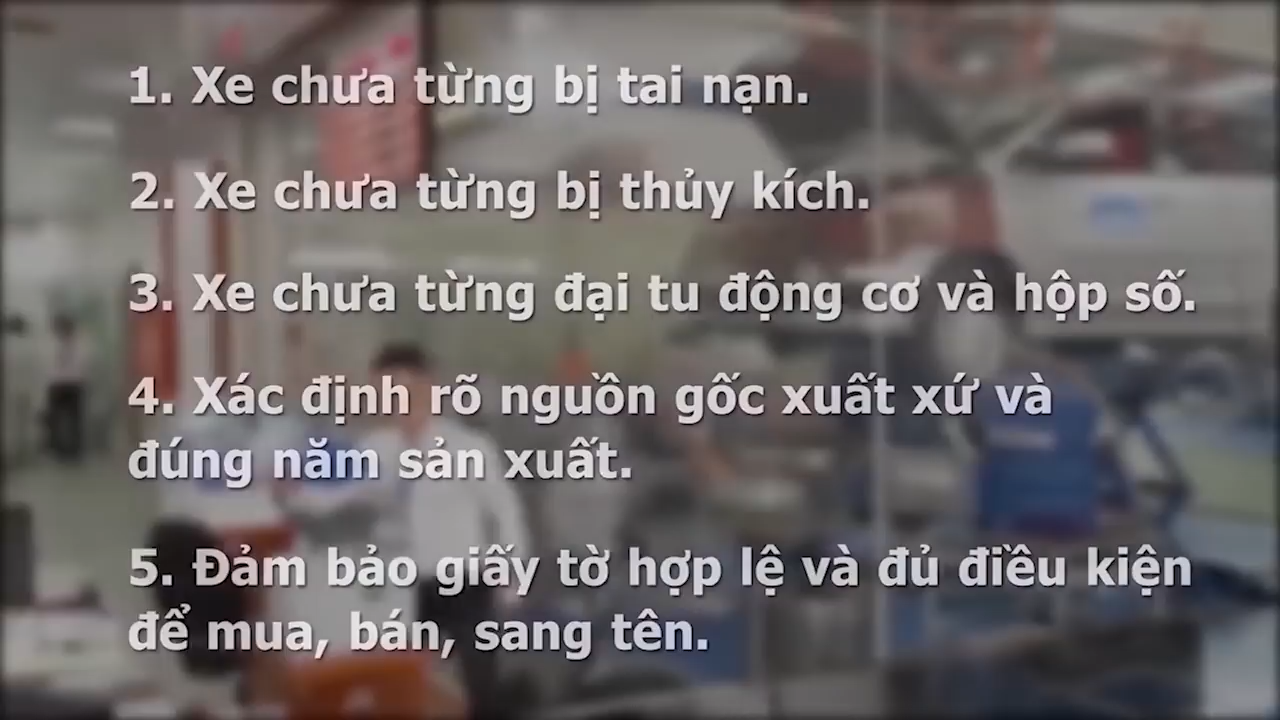 1. Xe chưa từng bị tai nạn.
2. Xe chưa từng bị thủy kích.
3. Xe chưa từng đại tu động cơ và hộp số.
4. Xác định rõ nguồn gốc xuất xứ và
đúng năm sản xuất.
5. Đảm bảo giấy tờ hợp lệ và đủ điều kiện
để mua, bán, sang tên.